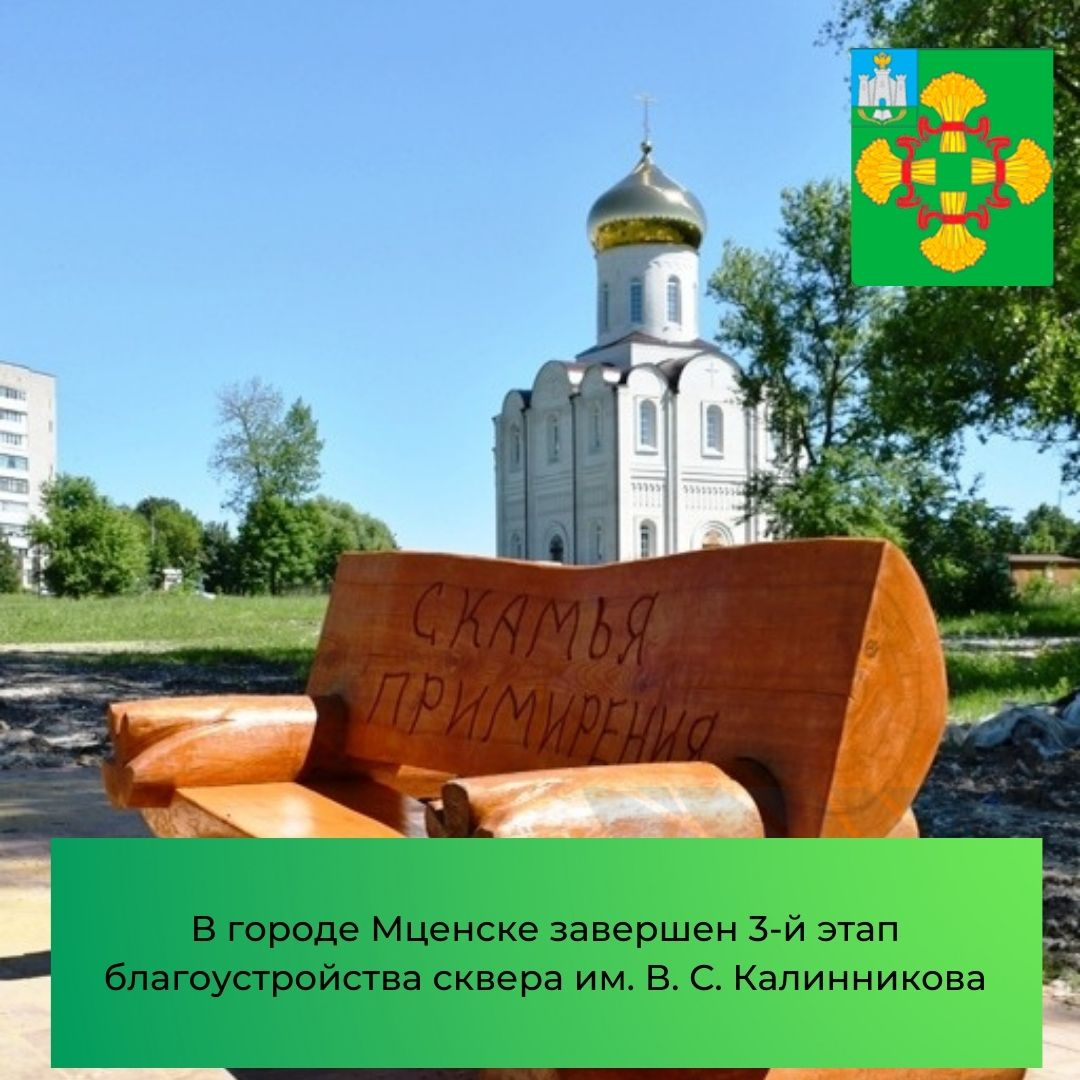 СКАМЬЯ
ПРИМИРЕНИЯ
В городе Мценске завершен 3-й этап
благоустройства сквера им. В. С. Калинникова